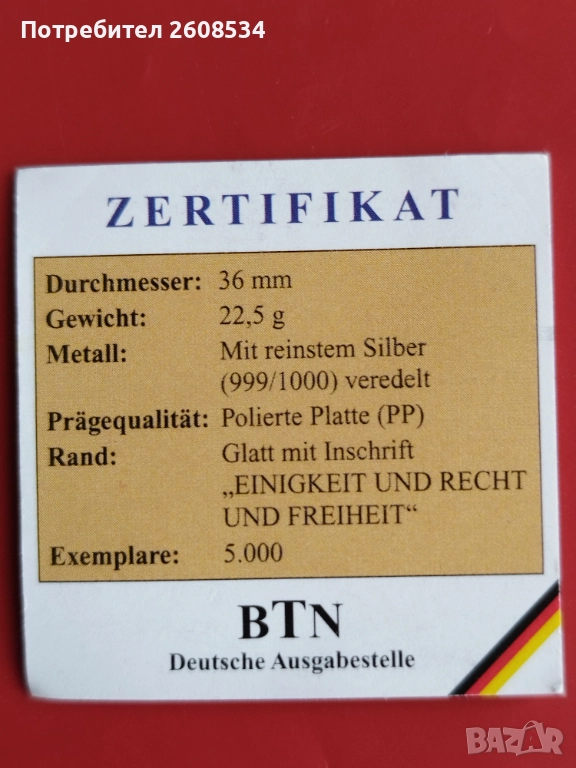 Потребител 2608534
ZERTIFIKAT
Durchmesser: 36 mm
Gewicht: 22,5 g
Metall: Mit reinstem Silber
(999/1000) veredelt
Prägequalität: Polierte Platte (PP)
Rand: Glatt mit Inschrift
„EINIGKEIT UND RECHT
UND FREIHEIT“
Exemplare: 5.000
BTN
Deutsche Ausgabestelle
BAZAR